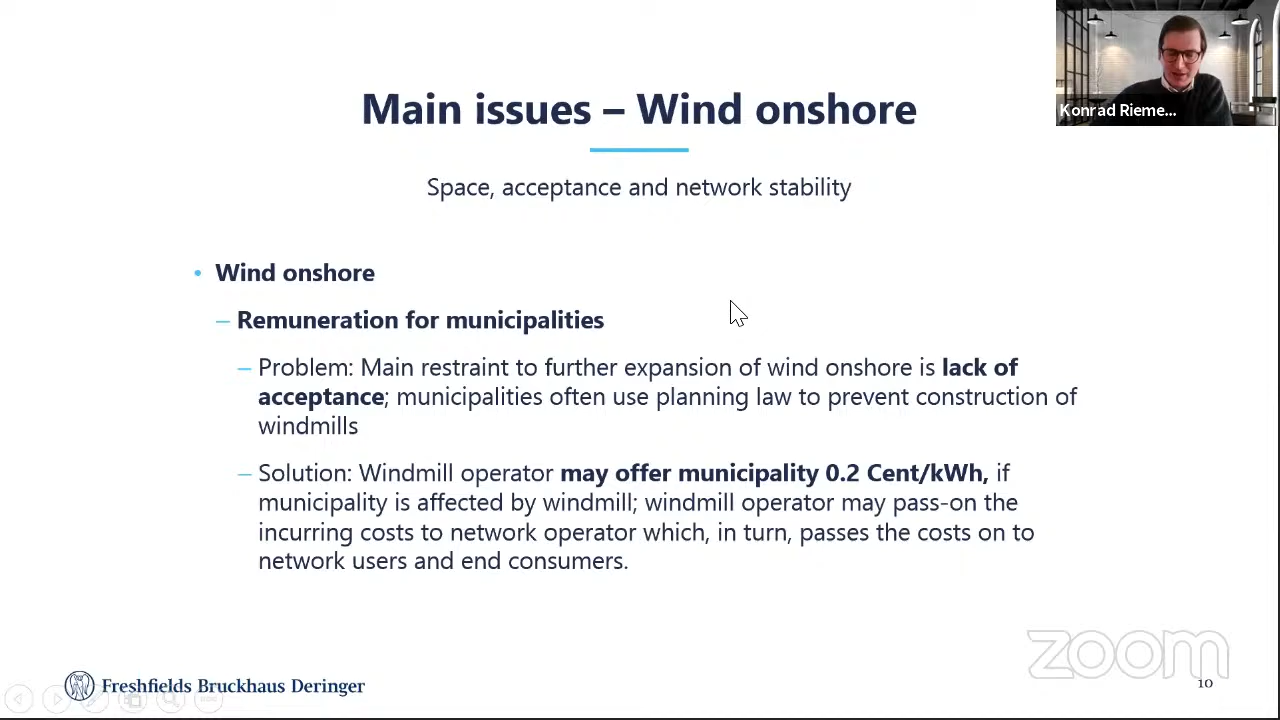 Main issues – Wind onshore
Konrad Rieme...
Space, acceptance and network stability
• Wind onshore
– Remuneration for municipalities
– Problem: Main restraint to further expansion of wind onshore is lack of
acceptance; municipalities often use planning law to prevent construction of
windmills
– Solution: Windmill operator may offer municipality 0.2 Cent/kWh, if
municipality is affected by windmill; windmill operator may pass-on the
incurring costs to network operator which, in turn, passes the costs on to
network users and end consumers.
zoom
Freshfields Bruckhaus Deringer
10